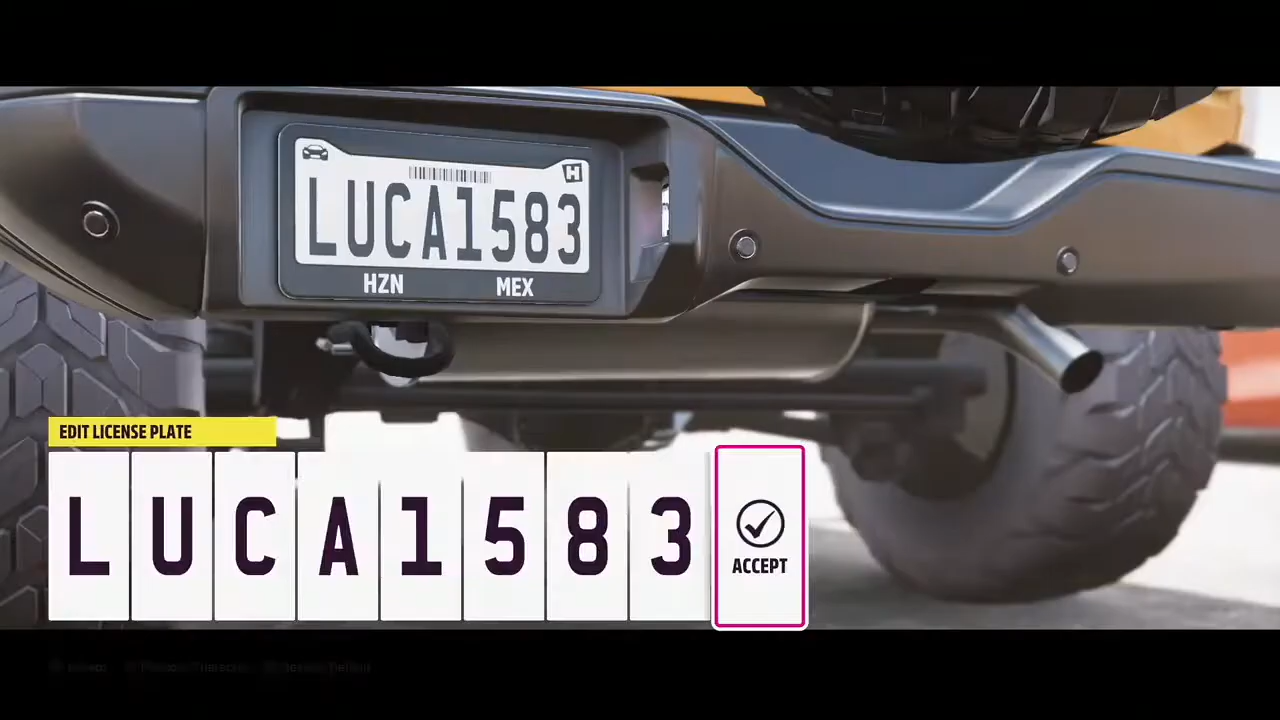 H
LUCA1583
HZN MEX
EDIT LICENSE PLATE
L U C A 1 5 8 3
ACCEPT